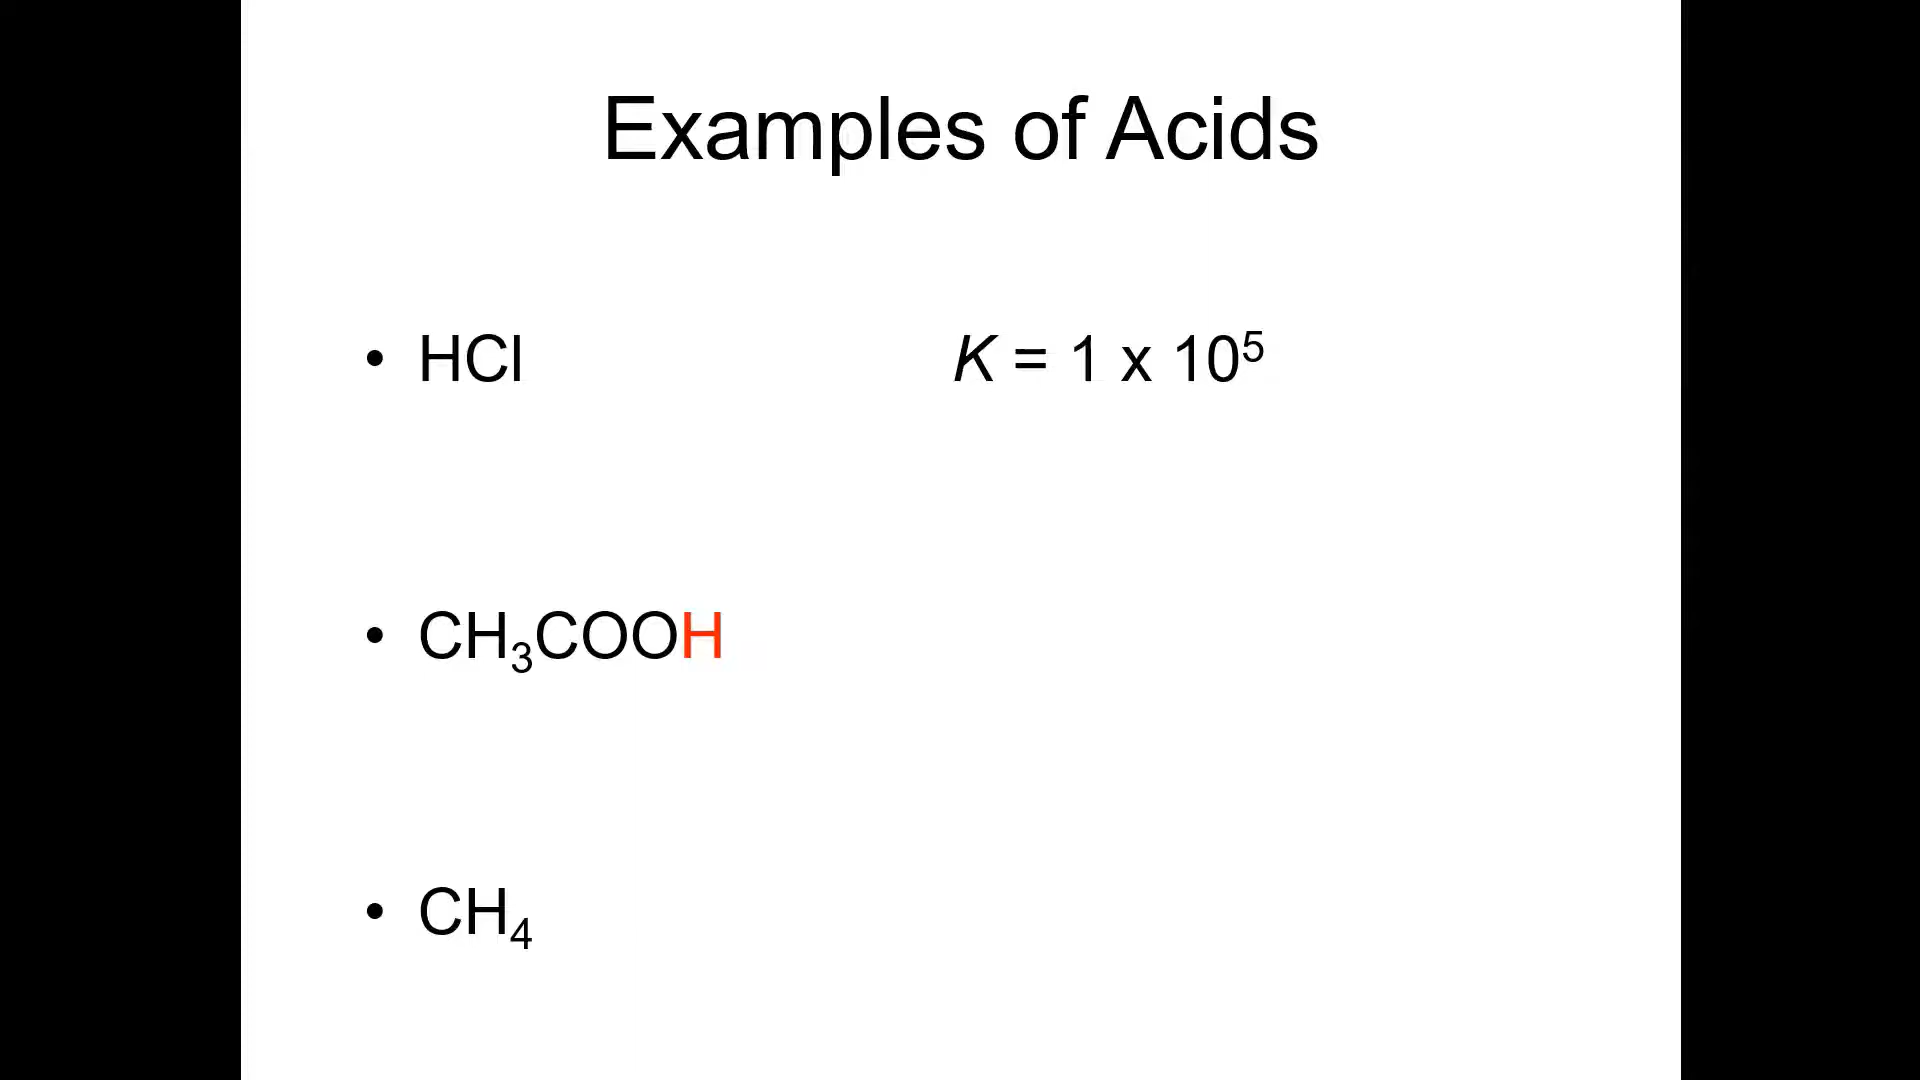 Examples of Acids
• HCl K = 1 x 10⁵
• CH₃COOH
• CH₄